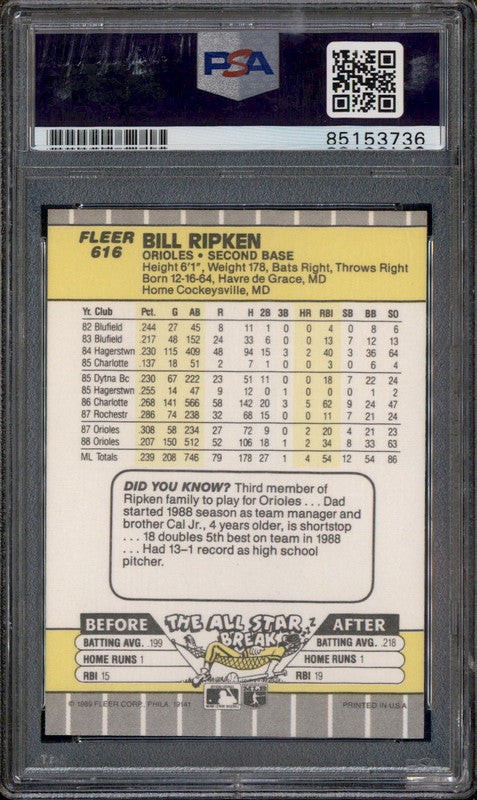 PSA
85153736
FLEER
616
BILL RIPKEN
ORIOLES • SECOND BASE
Height 6'1", Weight 178, Bats Right, Throws Right
Born 12-16-64, Havre de Grace, MD
Home Cockeysville, MD
Yr. Club Pct. G AB R H 2B 3B HR RBI SB BB SO
82 Blufield .244 27 45 8 11 1 0 0 4 0 8 6
83 Blufield .217 48 152 24 33 6 0 0 13 7 12 13
84 Hagerstwn .230 115 409 48 94 15 3 2 40 3 36 64
85 Charlotte .137 18 51 2 7 1 0 0 3 0 6 4
85 Dytna Bc .230 67 222 23 51 11 0 0 18 7 22 24
85 Hagerstwn .255 14 47 9 12 0 1 0 0 0 1 2
86 Charlotte .268 141 566 58 142 20 3 5 62 9 24 47
87 Rochestr .286 74 238 32 68 15 0 0 11 7 21 24
87 Orioles .308 58 234 27 72 9 0 2 20 4 21 23
88 Orioles .207 150 512 52 106 18 1 2 34 8 33 63
ML Totals .239 208 746 79 178 27 1 4 54 12 54 86
DID YOU KNOW? Third member of
Ripken family to play for Orioles . . . Dad
started 1988 season as team manager and
brother Cal Jr., 4 years older, is shortstop
. . . 18 doubles 5th best on team in 1988
. . . Had 13–1 record as high school
pitcher.
BEFORE THE ALL STAR BREAK AFTER
BATTING AVG. .199 BATTING AVG. .218
HOME RUNS 1 HOME RUNS 1
RBI 15 RBI 19
© 1989 FLEER CORP., PHILA. 19141 PRINTED IN U.S.A.